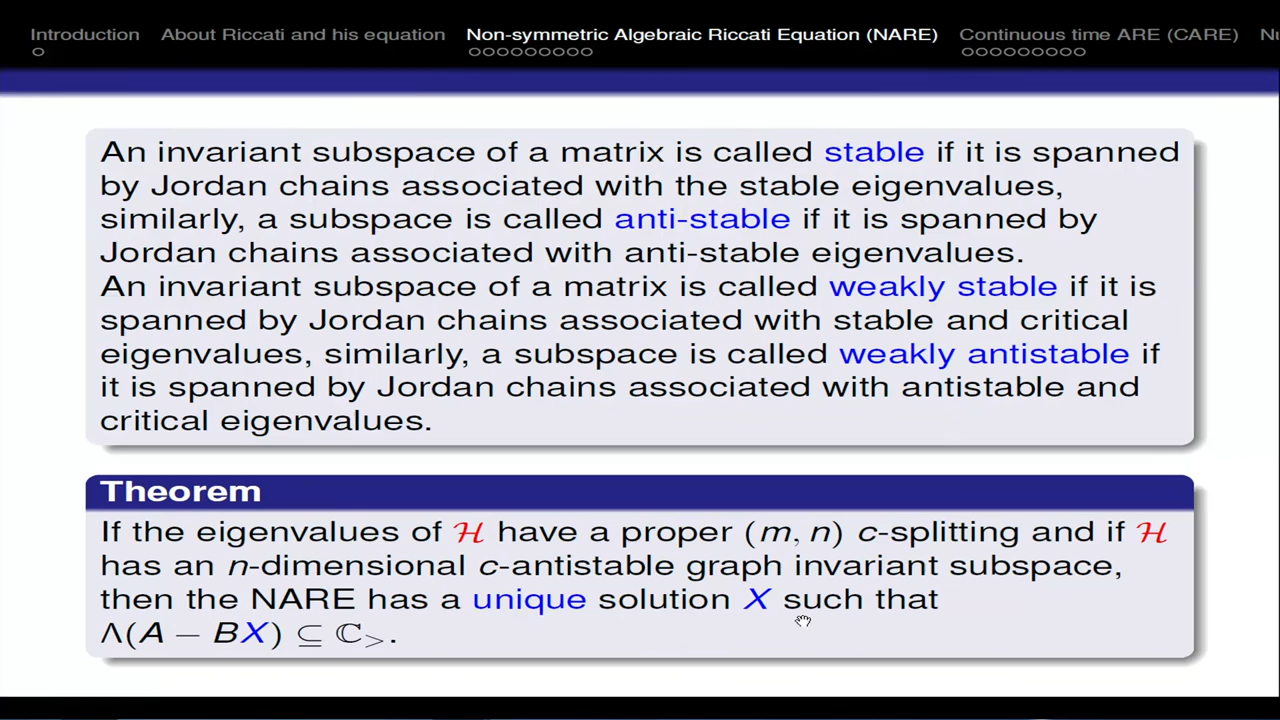 Introduction About Riccati and his equation Non-symmetric Algebraic Riccati Equation (NARE) Continuous time ARE (CARE) Nu
An invariant subspace of a matrix is called stable if it is spanned
by Jordan chains associated with the stable eigenvalues,
similarly, a subspace is called anti-stable if it is spanned by
Jordan chains associated with anti-stable eigenvalues.
An invariant subspace of a matrix is called weakly stable if it is
spanned by Jordan chains associated with stable and critical
eigenvalues, similarly, a subspace is called weakly antistable if
it is spanned by Jordan chains associated with antistable and
critical eigenvalues.
Theorem
If the eigenvalues of ℋ have a proper (m, n) c-splitting and if ℋ
has an n-dimensional c-antistable graph invariant subspace,
then the NARE has a unique solution X such that
Λ(A − BX) ⊆ ℂ>.